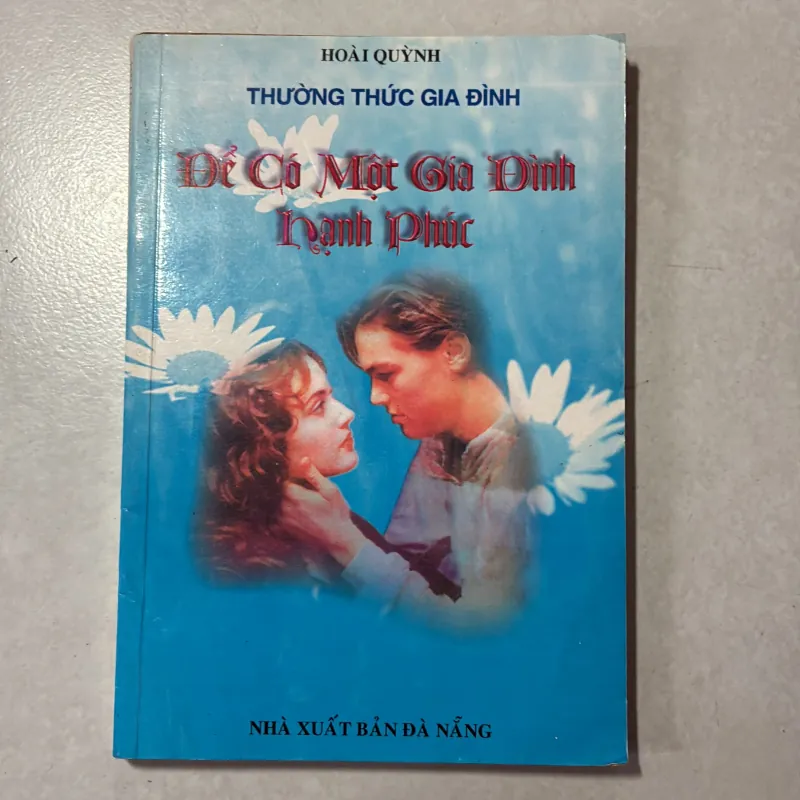 HOÀI QUỲNH
THƯỜNG THỨC GIA ĐÌNH
Để Có Một Gia Đình
Hạnh Phúc
NHÀ XUẤT BẢN ĐÀ NẴNG